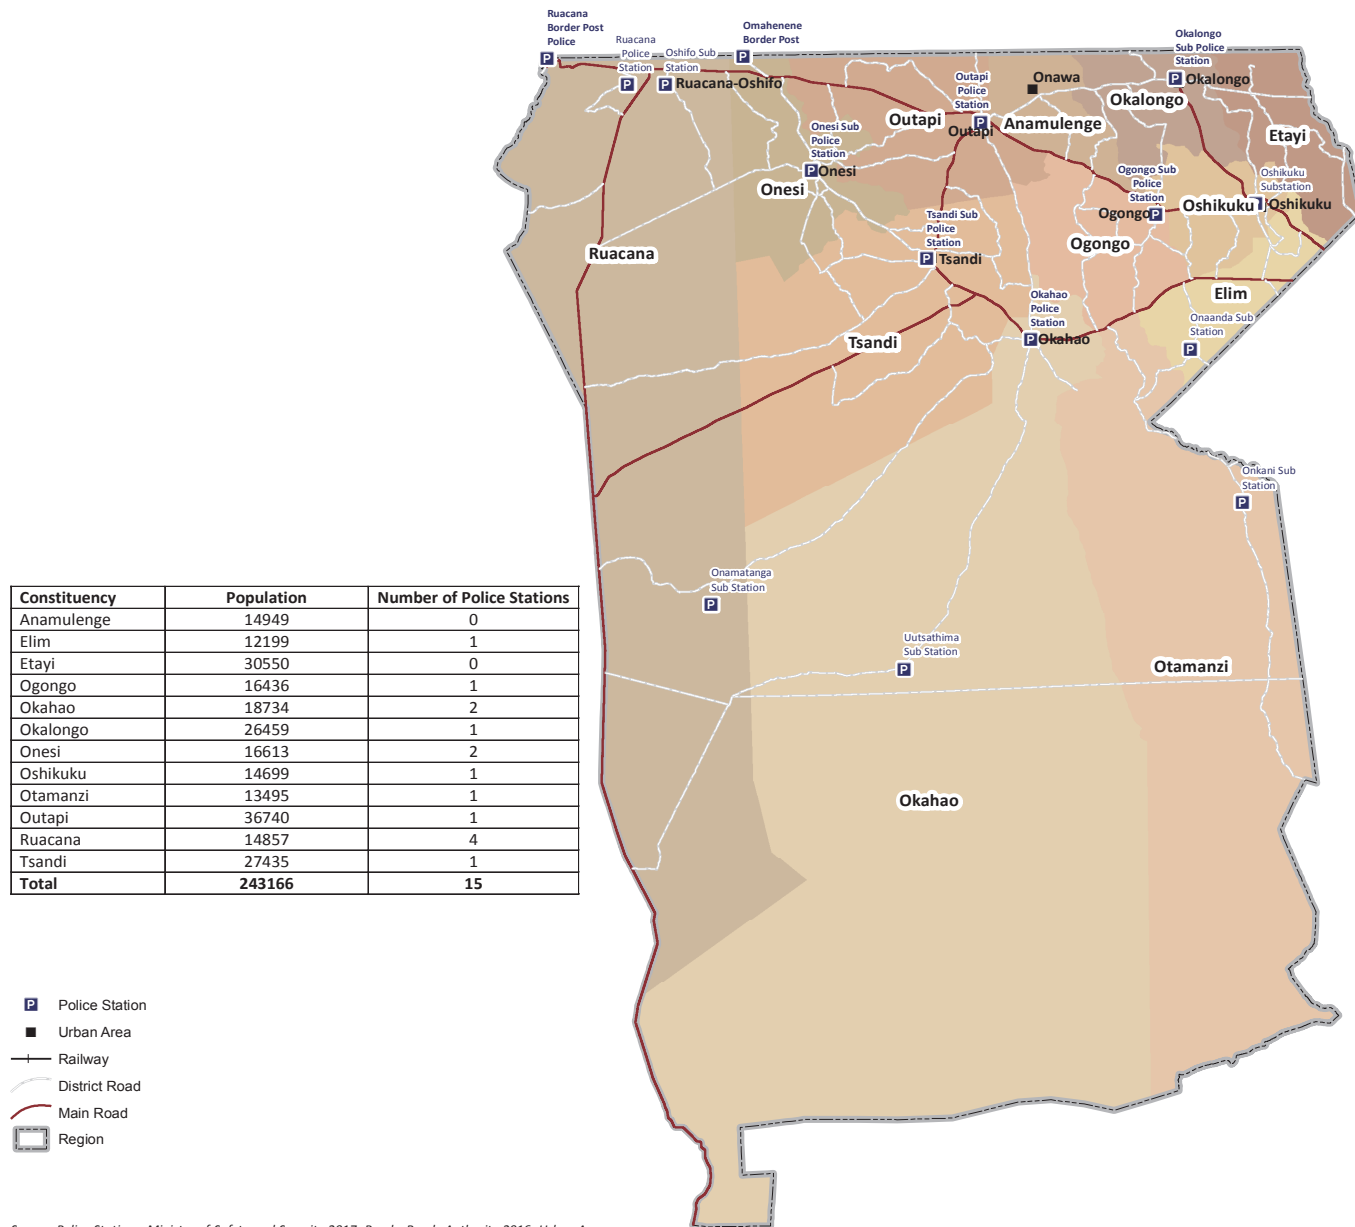 Ruacana
Border Post
Police
Ruacana
Police
Station
Oshifo Sub
Station
Ruacana-Oshifo
Omahenene
Border Post
Okalongo
Sub Police
Station
Okalongo
Okalongo
Outapi
Police
Station
Outapi
Outapi
Onawa
Anamulenge
Etayi
Onesi Sub
Police
Station
Onesi
Onesi
Ogongo Sub
Police
Station
Ogongo
Ogongo
Oshikuku
Substation
Oshikuku
Oshikuku
Tsandi Sub
Police
Station
Tsandi
Tsandi
Ruacana
Elim
Okahao
Police
Station
Okahao
Onaanda Sub
Station
Onkani Sub
Station
Onamatanga
Sub Station
Uutsathima
Sub Station
Otamanzi
Okahao
Constituency Population Number of Police Stations
Anamulenge 14949 0
Elim 12199 1
Etayi 30550 0
Ogongo 16436 1
Okahao 18734 2
Okalongo 26459 1
Onesi 16613 2
Oshikuku 14699 1
Otamanzi 13495 1
Outapi 36740 1
Ruacana 14857 4
Tsandi 27435 1
Total 243166 15
P Police Station
Urban Area
Railway
District Road
Main Road
Region